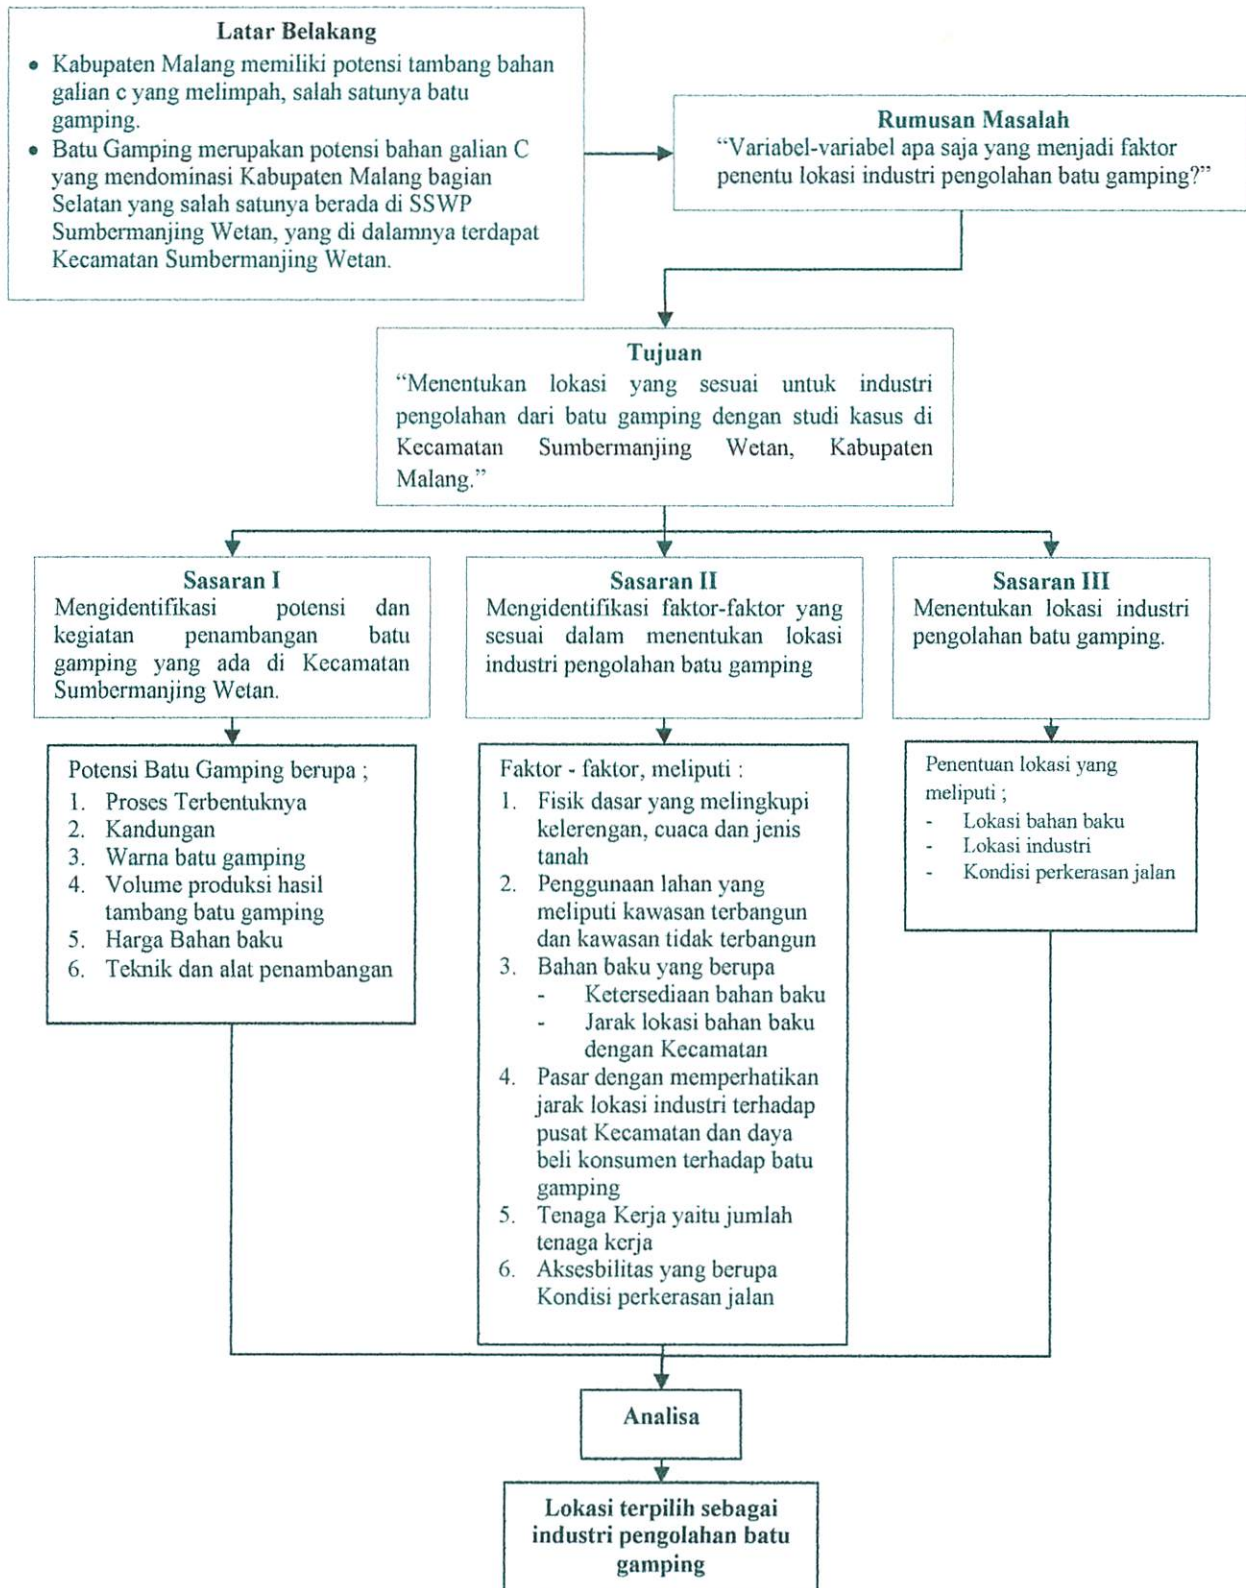 Latar Belakang
• Kabupaten Malang memiliki potensi tambang bahan
galian c yang melimpah, salah satunya batu
gamping.
• Batu Gamping merupakan potensi bahan galian C
yang mendominasi Kabupaten Malang bagian
Selatan yang salah satunya berada di SSWP
Sumbermanjing Wetan, yang di dalamnya terdapat
Kecamatan Sumbermanjing Wetan.
Rumusan Masalah
“Variabel-variabel apa saja yang menjadi faktor
penentu lokasi industri pengolahan batu gamping?”
Tujuan
“Menentukan lokasi yang sesuai untuk industri
pengolahan dari batu gamping dengan studi kasus di
Kecamatan Sumbermanjing Wetan, Kabupaten
Malang.”
Sasaran I
Mengidentifikasi potensi dan
kegiatan penambangan batu
gamping yang ada di Kecamatan
Sumbermanjing Wetan.
Sasaran II
Mengidentifikasi faktor-faktor yang
sesuai dalam menentukan lokasi
industri pengolahan batu gamping
Sasaran III
Menentukan lokasi industri
pengolahan batu gamping.
Potensi Batu Gamping berupa ;
1. Proses Terbentuknya
2. Kandungan
3. Warna batu gamping
4. Volume produksi hasil
tambang batu gamping
5. Harga Bahan baku
6. Teknik dan alat penambangan
Faktor - faktor, meliputi :
1. Fisik dasar yang melingkupi
kelerengan, cuaca dan jenis
tanah
2. Penggunaan lahan yang
meliputi kawasan terbangun
dan kawasan tidak terbangun
3. Bahan baku yang berupa
- Ketersediaan bahan baku
- Jarak lokasi bahan baku
dengan Kecamatan
4. Pasar dengan memperhatikan
jarak lokasi industri terhadap
pusat Kecamatan dan daya
beli konsumen terhadap batu
gamping
5. Tenaga Kerja yaitu jumlah
tenaga kerja
6. Aksesbilitas yang berupa
Kondisi perkerasan jalan
Penentuan lokasi yang
meliputi ;
- Lokasi bahan baku
- Lokasi industri
- Kondisi perkerasan jalan
Analisa
Lokasi terpilih sebagai
industri pengolahan batu
gamping